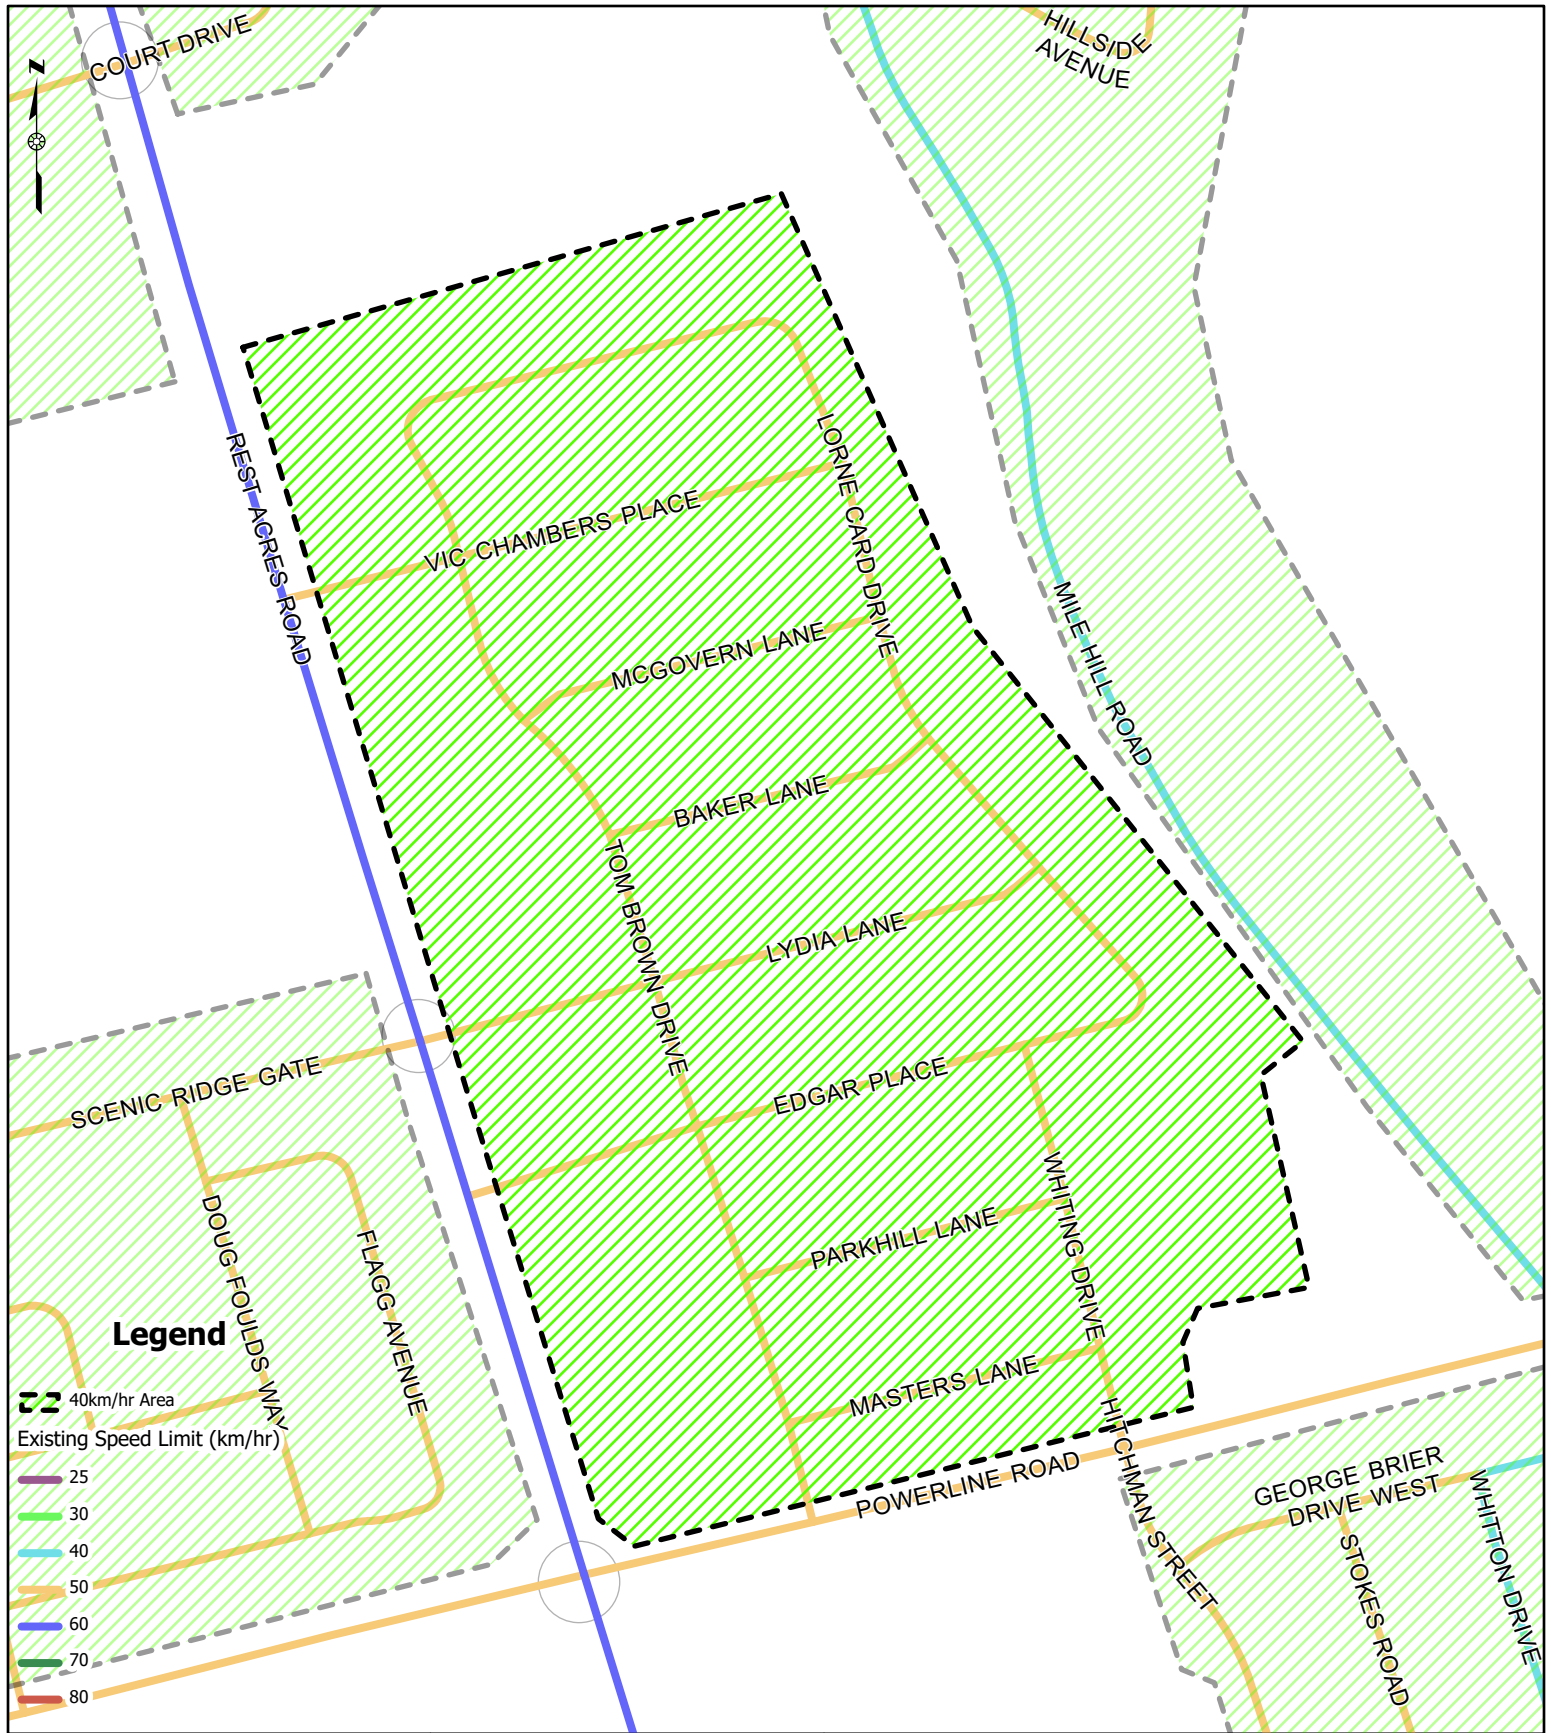 COURT DRIVE
HILLSIDE
AVENUE
N
REST ACRES ROAD
LORNE CARD DRIVE
VIC CHAMBERS PLACE
MCGOVERN LANE
MILE HILL ROAD
BAKER LANE
TOM BROWN DRIVE
LYDIA LANE
SCENIC RIDGE GATE
EDGAR PLACE
DOUG FOULDS WAY
FLAGG AVENUE
PARKHILL LANE
WHITING DRIVE
MASTERS LANE
HITCHMAN STREET
POWERLINE ROAD
GEORGE BRIER
DRIVE WEST
WHITTON DRIVE
STOKES ROAD
Legend
40km/hr Area
Existing Speed Limit (km/hr)
25
30
40
50
60
70
80